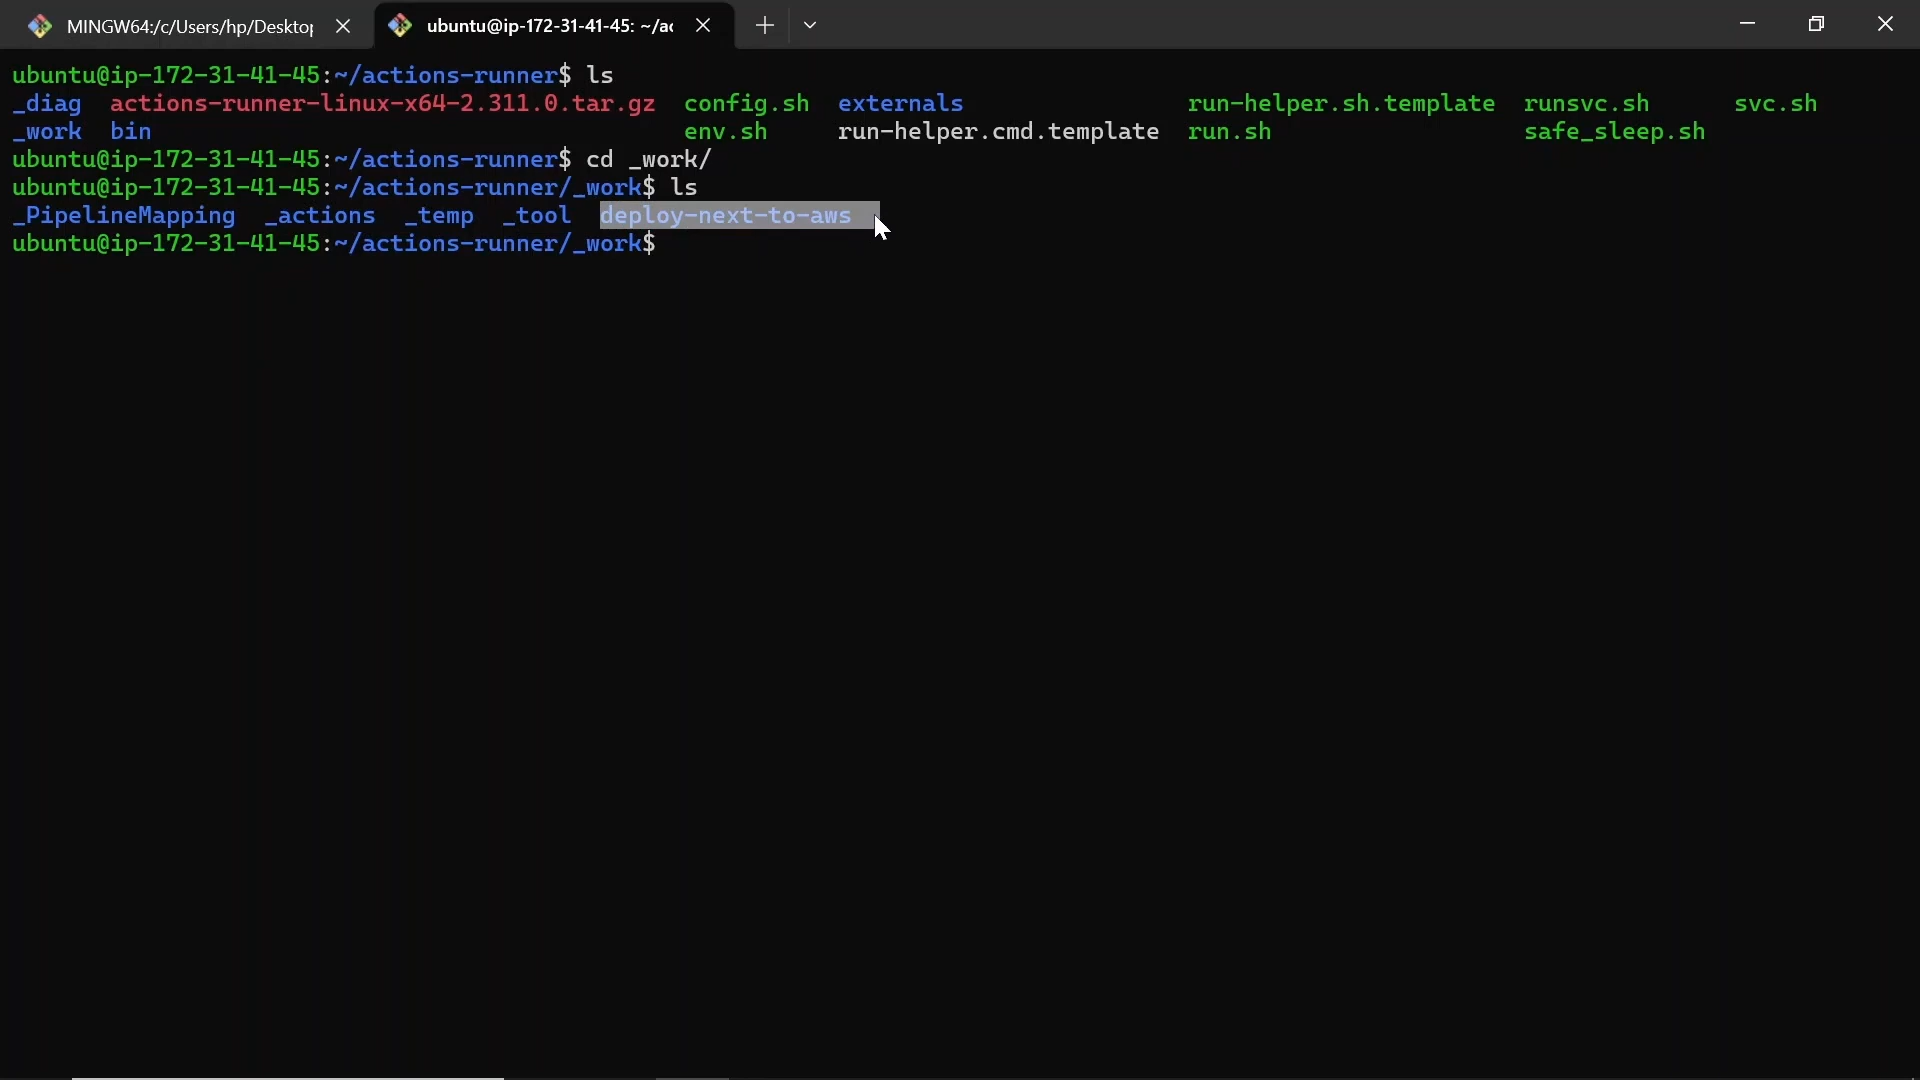 MINGW64:/c/Users/hp/Desktop
ubuntu@ip-172-31-41-45: ~/ac
ubuntu@ip-172-31-41-45:~/actions-runner$ ls
_diag actions-runner-linux-x64-2.311.0.tar.gz config.sh externals run-helper.sh.template runsvc.sh svc.sh
_work bin env.sh run-helper.cmd.template run.sh safe_sleep.sh
ubuntu@ip-172-31-41-45:~/actions-runner$ cd _work/
ubuntu@ip-172-31-41-45:~/actions-runner/_work$ ls
_PipelineMapping _actions _temp _tool deploy-next-to-aws
ubuntu@ip-172-31-41-45:~/actions-runner/_work$